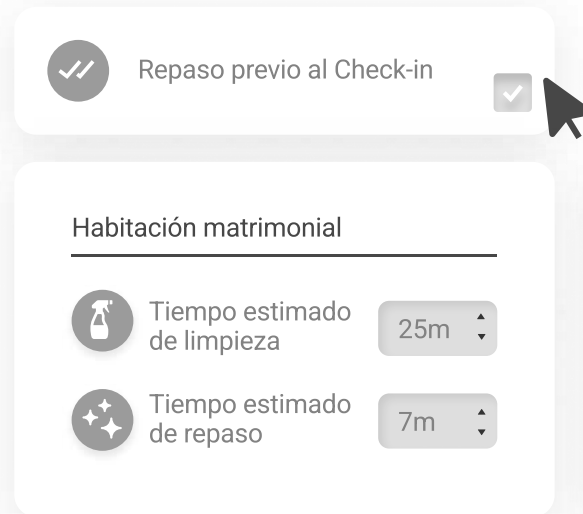 Repaso previo al Check-in
Habitación matrimonial
Tiempo estimado
de limpieza
25m
Tiempo estimado
de repaso
7m